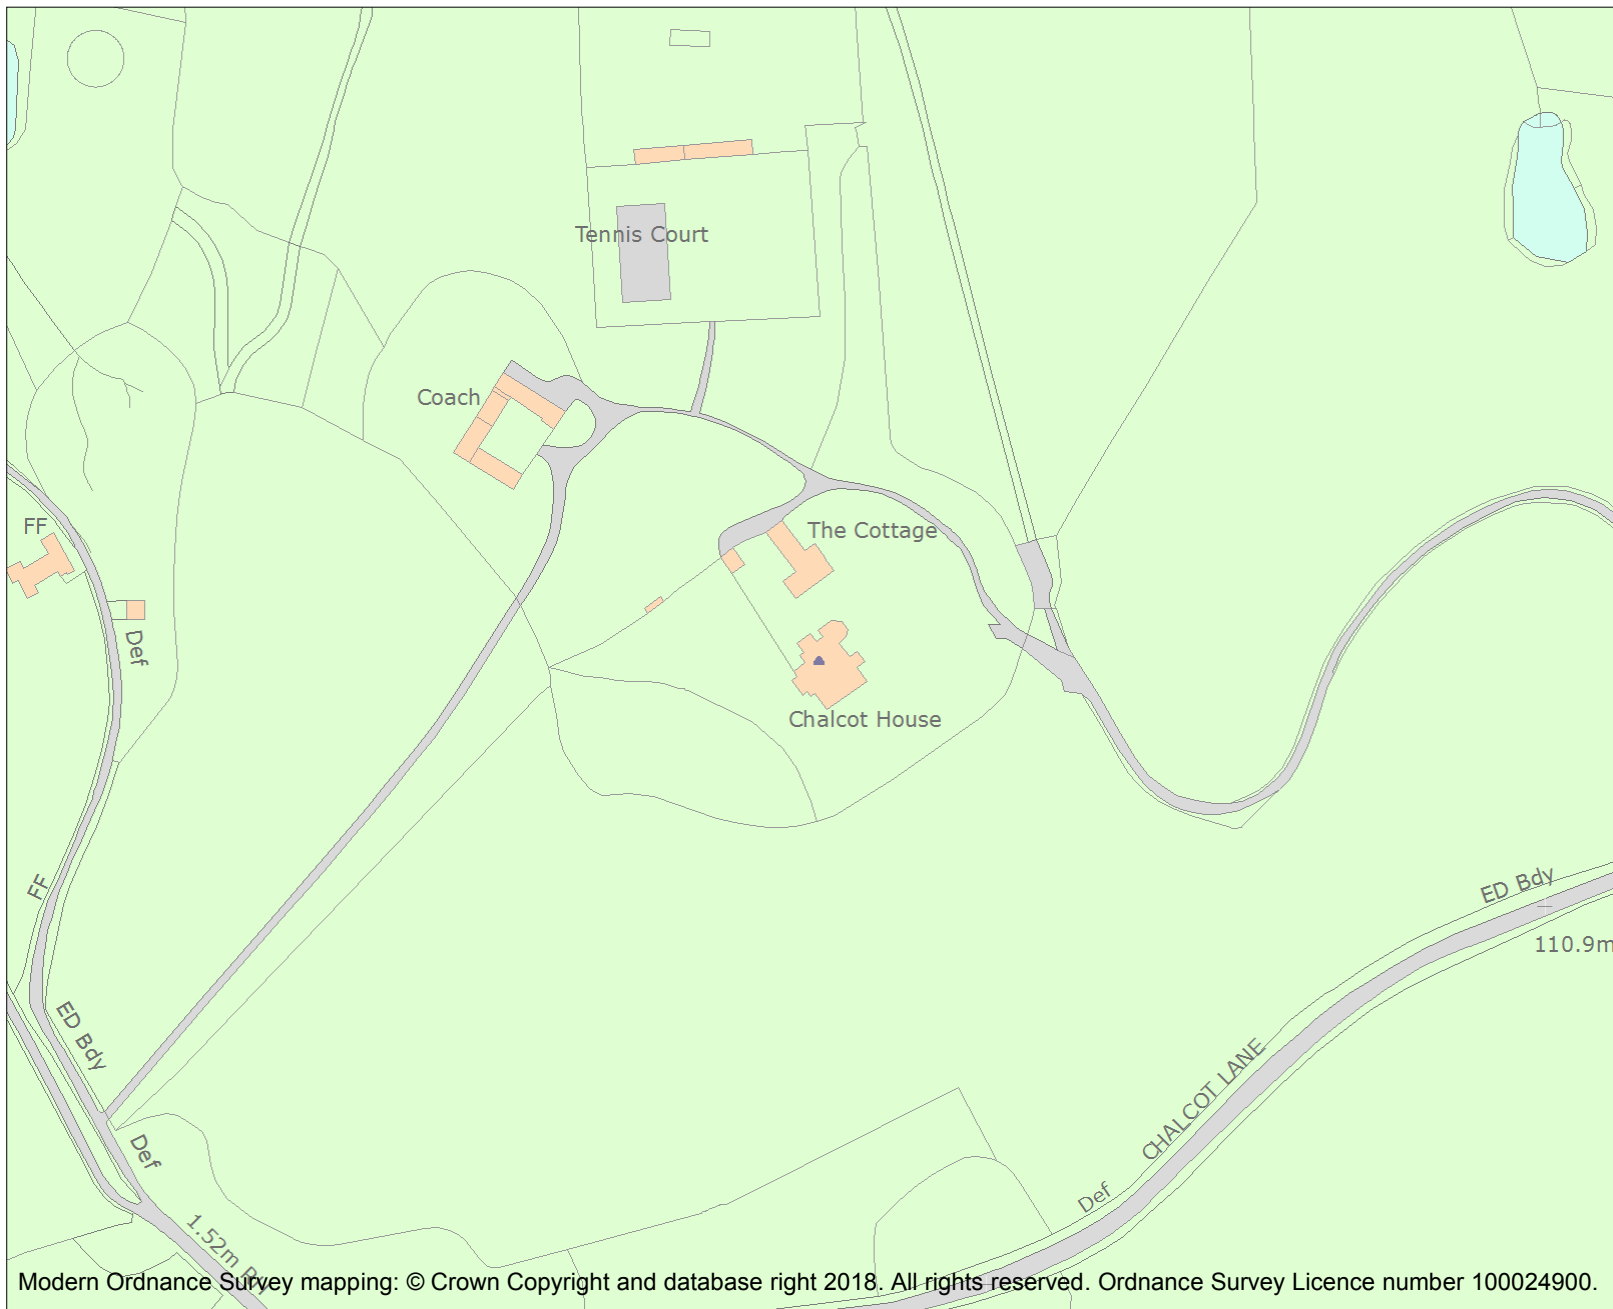 Tennis Court
Coach
FF
The Cottage
Def
Chalcot House
FF
ED Bdy
110.9m
ED Bdy
CHALCOT LANE
Def
Def
1.52m RH
Modern Ordnance Survey mapping: © Crown Copyright and database right 2018. All rights reserved. Ordnance Survey Licence number 100024900.